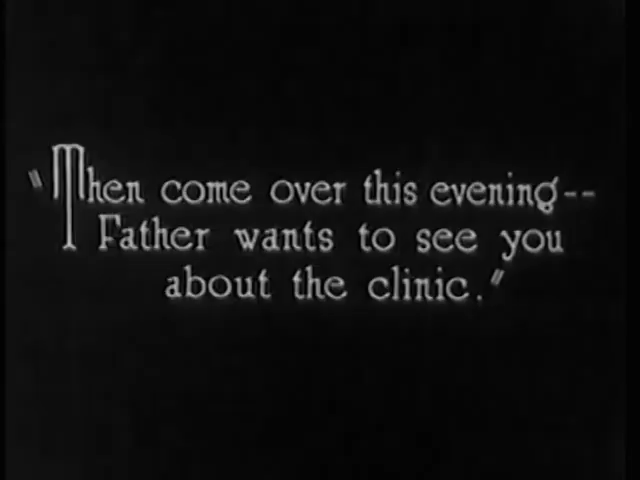 "Then come over this evening--
Father wants to see you
about the clinic."